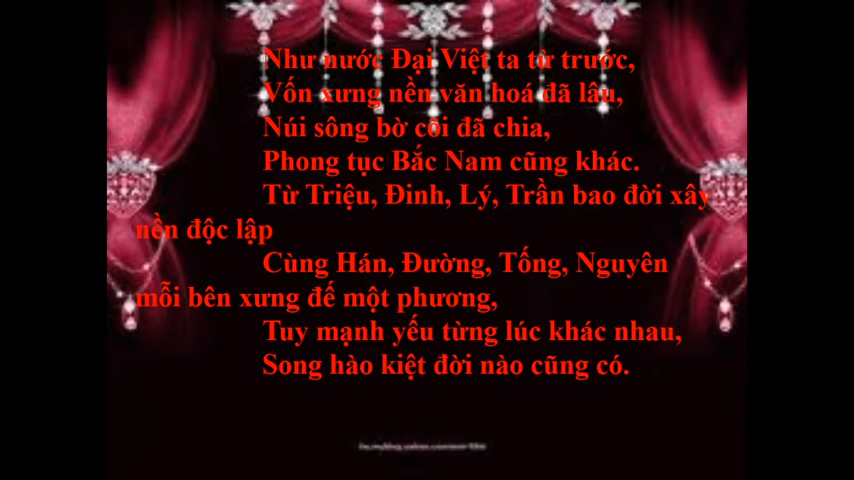 Như nước Đại Việt ta từ trước,
Vốn xưng nền văn hoá đã lâu,
Núi sông bờ cõi đã chia,
Phong tục Bắc Nam cũng khác.
Từ Triệu, Đinh, Lý, Trần bao đời xây
nền độc lập
Cùng Hán, Đường, Tống, Nguyên
mỗi bên xưng đế một phương,
Tuy mạnh yếu từng lúc khác nhau,
Song hào kiệt đời nào cũng có.